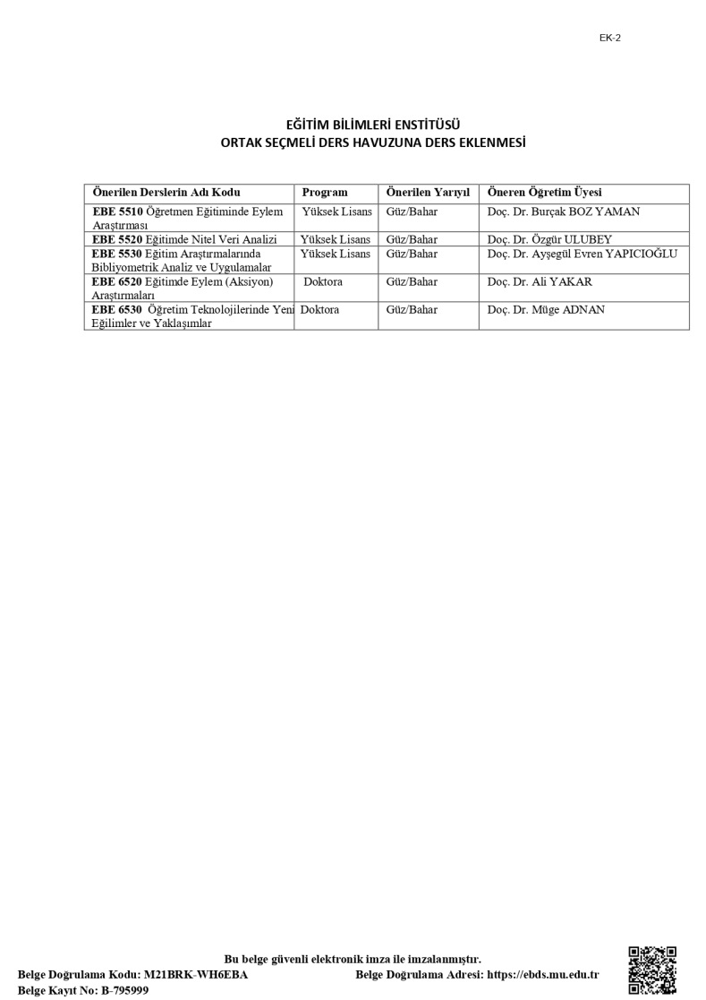 EK-2
EĞİTİM BİLİMLERİ ENSTİTÜSÜ
ORTAK SEÇMELİ DERS HAVUZUNA DERS EKLENMESİ
Önerilen Derslerin Adı Kodu Program Önerilen Yarıyıl Öneren Öğretim Üyesi
EBE 5510 Öğretmen Eğitiminde Eylem Yüksek Lisans Güz/Bahar Doç. Dr. Burçak BOZ YAMAN
Araştırması
EBE 5520 Eğitimde Nitel Veri Analizi Yüksek Lisans Güz/Bahar Doç. Dr. Özgür ULUBEY
EBE 5530 Eğitim Araştırmalarında Yüksek Lisans Güz/Bahar Doç. Dr. Ayşegül Evren YAPICIOĞLU
Bibliyometrik Analiz ve Uygulamalar
EBE 6520 Eğitimde Eylem (Aksiyon) Doktora Güz/Bahar Doç. Dr. Ali YAKAR
Araştırmaları
EBE 6530 Öğretim Teknolojilerinde Yeni Doktora Güz/Bahar Doç. Dr. Müge ADNAN
Eğilimler ve Yaklaşımlar
Bu belge güvenli elektronik imza ile imzalanmıştır.
Belge Doğrulama Kodu: M21BRK-WH6EBA Belge Doğrulama Adresi: https://ebds.mu.edu.tr
Belge Kayıt No: B-795999